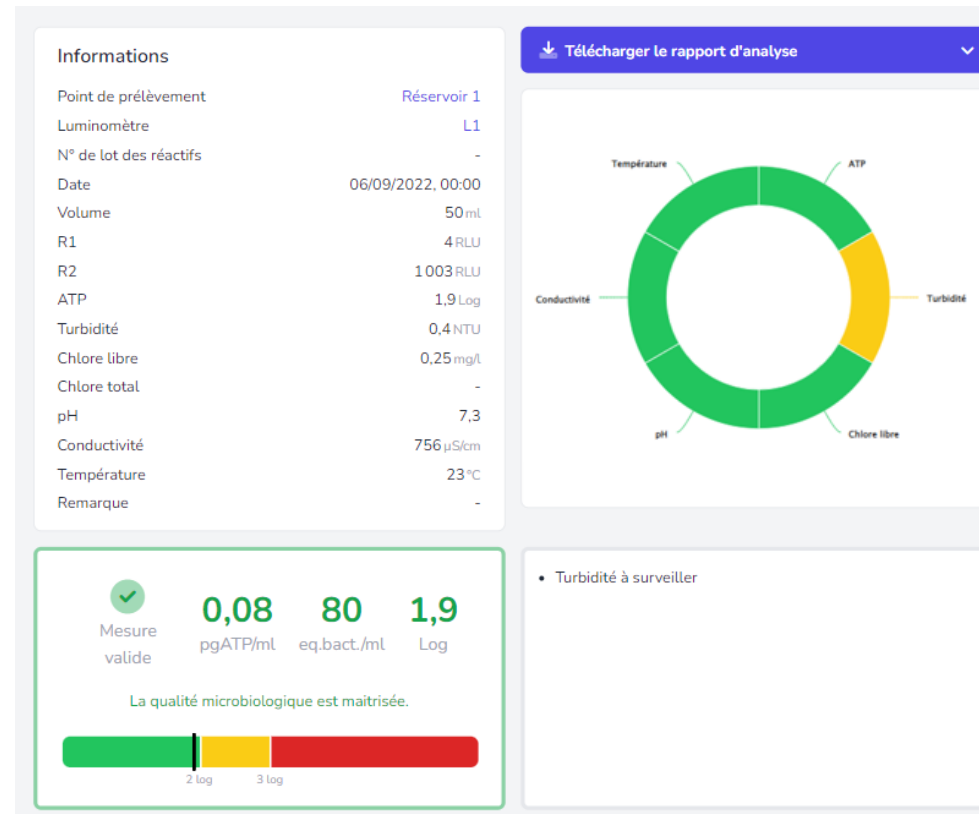 Informations
Point de prélèvement Réservoir 1
Luminomètre L1
N° de lot des réactifs -
Date 06/09/2022, 00:00
Volume 50 ml
R1 4 RLU
R2 1 003 RLU
ATP 1,9 Log
Turbidité 0,4 NTU
Chlore libre 0,25 mg/l
Chlore total -
pH 7,3
Conductivité 756 µS/cm
Température 23 °C
Remarque -
Télécharger le rapport d'analyse
Température ATP
Conductivité Turbidité
pH Chlore libre
Mesure valide
0,08 80 1,9
pgATP/ml eq.bact./ml Log
La qualité microbiologique est maitrisée.
2 log 3 log
• Turbidité à surveiller